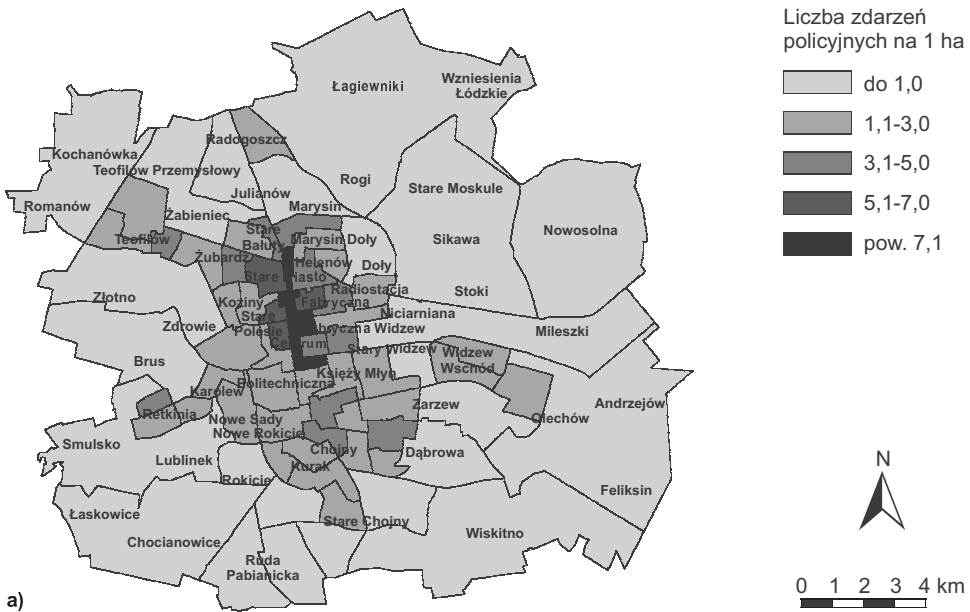 Liczba zdarzeń
policyjnych na 1 ha
do 1,0
1,1-3,0
3,1-5,0
5,1-7,0
pow. 7,1
Łagiewniki
Wzniesienia
Łódzkie
Radogoszcz
Kochanówka
Teofilów Przemysłowy
Rogi
Stare Moskule
Julianów
Romanów
Marysin
Żabieniec
Nowosolna
Stare
Bałuty
Teofilów
Marysin Doły
Sikawa
Żubardź
Helenów
Doły
Stare Miasto
Radiostacja
Stoki
Złotno
Koziny
Fabryczna
Niciarniana
Stare
Polesie
Zdrowie
Fabryczna Widzew
Mileszki
Centrum
Stary Widzew
Widzew
Wschód
Brus
Księży Młyn
Politechniczna
Karolew
Zarzew
Andrzejów
Retkinia
Nowe Sady
Olechów
Nowe Rokicie
Smulsko
Chojny
Dąbrowa
Lublinek
Kurak
Rokicie
Feliksin
Łaskowice
Stare Chojny
Wiskitno
Chocianowice
Ruda
Pabianicka
N
0 1 2 3 4 km
a)